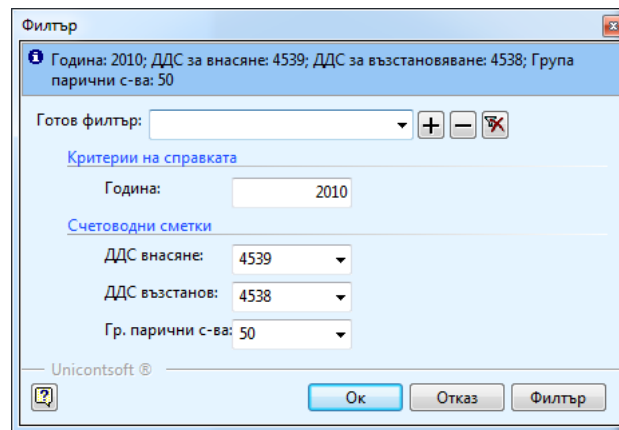 Филтър
Година: 2010; ДДС за внасяне: 4539; ДДС за възстановяване: 4538; Група
парични с-ва: 50
Готов филтър:
Критерии на справката
Година: 2010
Счетоводни сметки
ДДС внасяне: 4539
ДДС възстанов: 4538
Гр. парични с-ва: 50
Unicontsoft ®
Ок Отказ Филтър